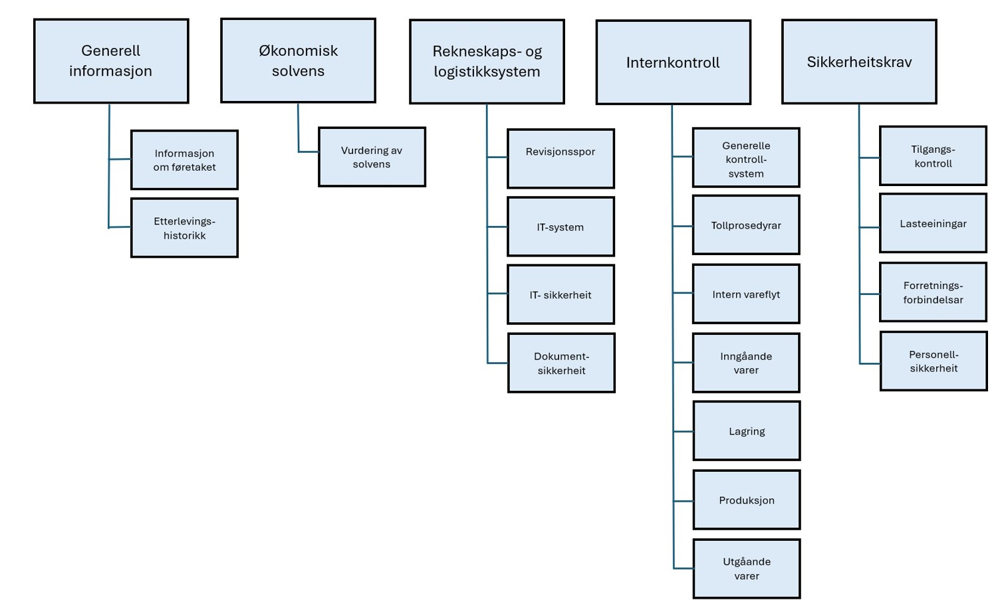 Generell
informasjon
Informasjon
om føretaket
Etterlevings-
historikk
Økonomisk
solvens
Vurdering av
solvens
Rekneskaps- og
logistikksystem
Revisjonsspor
IT-system
IT- sikkerheit
Dokument-
sikkerheit
Internkontroll
Generelle
kontroll-
system
Tollprosedyrar
Intern vareflyt
Inngåande
varer
Lagring
Produksjon
Utgåande
varer
Sikkerheitskrav
Tilgangs-
kontroll
Lasteeiningar
Forretnings-
forbindelsar
Personell-
sikkerheit